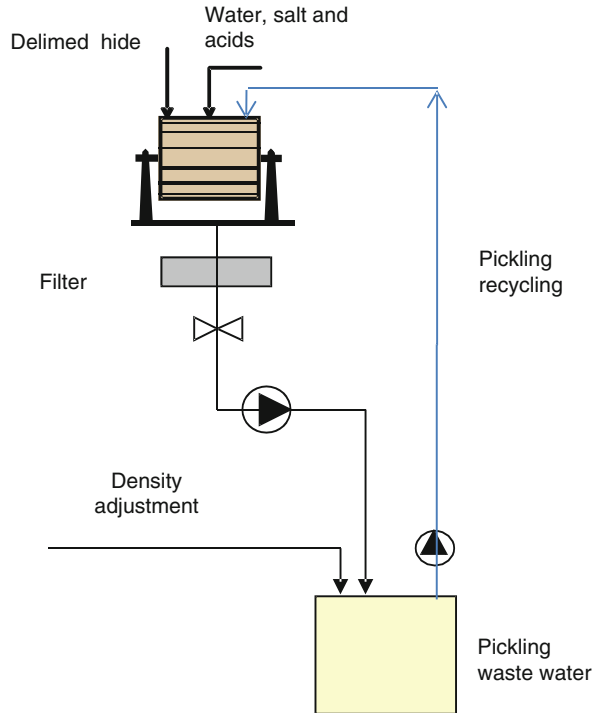 Water, salt and
acids
Delimed hide
Filter
Pickling
recycling
Density
adjustment
Pickling
waste water